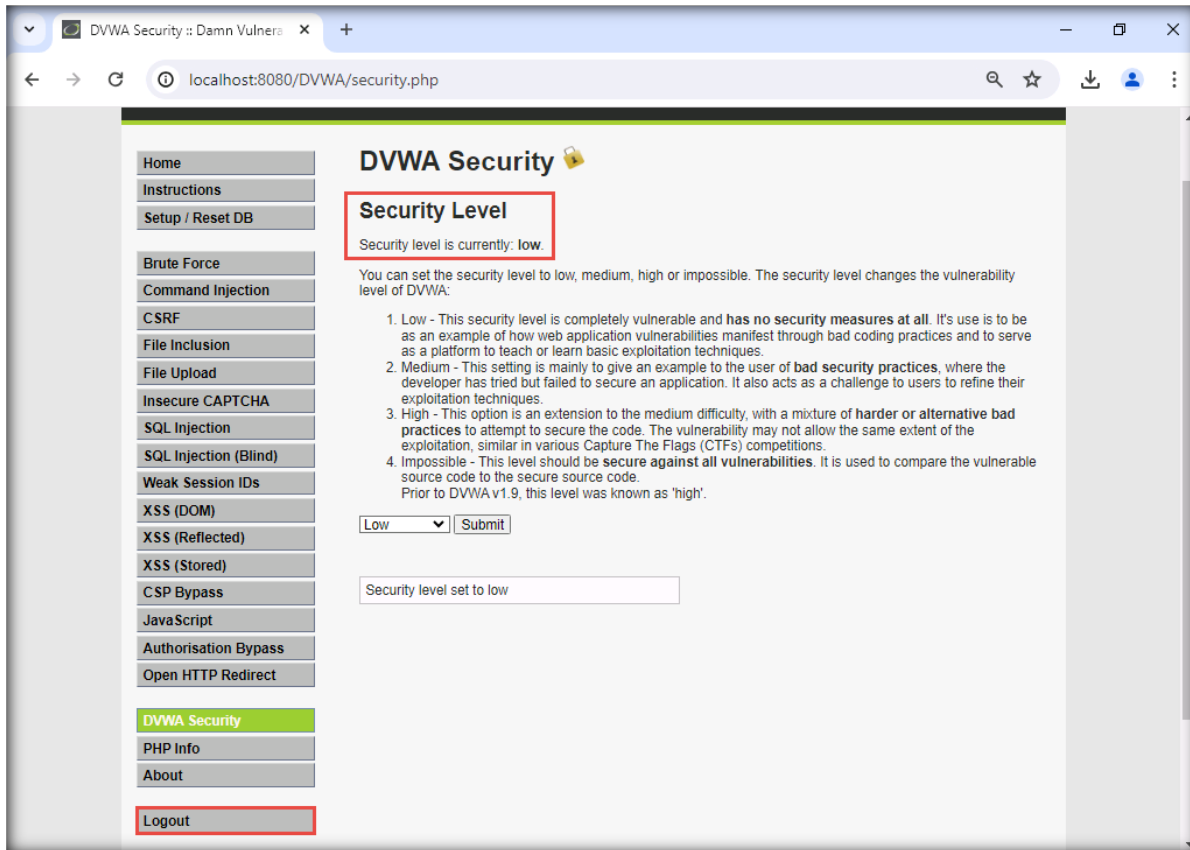 DVWA Security :: Damn Vulnera
localhost:8080/DVWA/security.php
Home
Instructions
Setup / Reset DB
Brute Force
Command Injection
CSRF
File Inclusion
File Upload
Insecure CAPTCHA
SQL Injection
SQL Injection (Blind)
Weak Session IDs
XSS (DOM)
XSS (Reflected)
XSS (Stored)
CSP Bypass
JavaScript
Authorisation Bypass
Open HTTP Redirect
DVWA Security
PHP Info
About
Logout
DVWA Security
Security Level
Security level is currently: low.
You can set the security level to low, medium, high or impossible. The security level changes the vulnerability
level of DVWA:
1. Low - This security level is completely vulnerable and has no security measures at all. It's use is to be
as an example of how web application vulnerabilities manifest through bad coding practices and to serve
as a platform to teach or learn basic exploitation techniques.
2. Medium - This setting is mainly to give an example to the user of bad security practices, where the
developer has tried but failed to secure an application. It also acts as a challenge to users to refine their
exploitation techniques.
3. High - This option is an extension to the medium difficulty, with a mixture of harder or alternative bad
practices to attempt to secure the code. The vulnerability may not allow the same extent of the
exploitation, similar in various Capture The Flags (CTFs) competitions.
4. Impossible - This level should be secure against all vulnerabilities. It is used to compare the vulnerable
source code to the secure source code.
Prior to DVWA v1.9, this level was known as 'high'.
Low Submit
Security level set to low